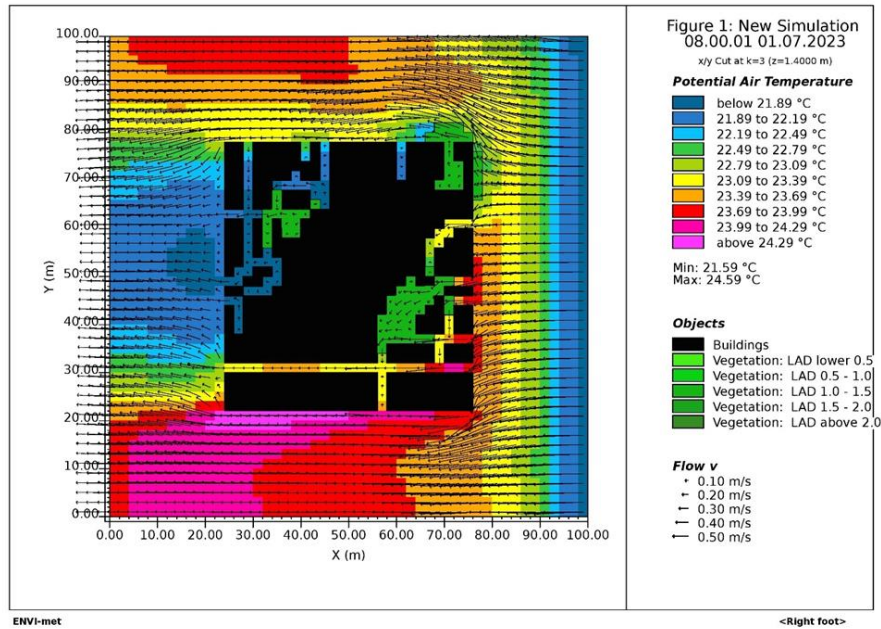 Figure 1: New Simulation
08.00.01 01.07.2023
x/y Cut at k=3 (z=1.4000 m)
Potential Air Temperature
below 21.89 °C
21.89 to 22.19 °C
22.19 to 22.49 °C
22.49 to 22.79 °C
22.79 to 23.09 °C
23.09 to 23.39 °C
23.39 to 23.69 °C
23.69 to 23.99 °C
23.99 to 24.29 °C
above 24.29 °C
Min: 21.59 °C
Max: 24.59 °C
Objects
Buildings
Vegetation: LAD lower 0.5
Vegetation: LAD 0.5 - 1.0
Vegetation: LAD 1.0 - 1.5
Vegetation: LAD 1.5 - 2.0
Vegetation: LAD above 2.0
Flow v
0.10 m/s
0.20 m/s
0.30 m/s
0.40 m/s
0.50 m/s
100.00
90.00
80.00
70.00
60.00
50.00
40.00
30.00
20.00
10.00
0.00
Y (m)
0.00 10.00 20.00 30.00 40.00 50.00 60.00 70.00 80.00 90.00 100.00
X (m)
ENVI-met
<Right foot>